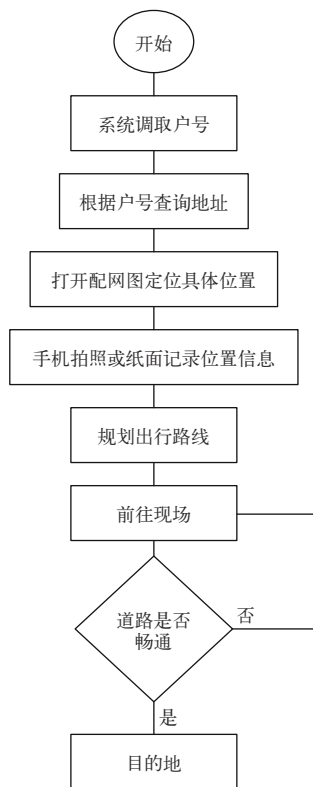 开始
系统调取户号
根据户号查询地址
打开配网图定位具体位置
手机拍照或纸面记录位置信息
规划出行路线
前往现场
道路是否
畅通
否
是
目的地